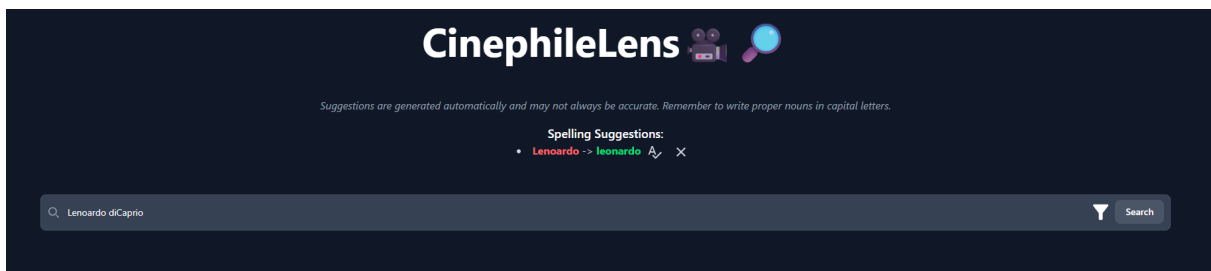 CinephileLens
Suggestions are generated automatically and may not always be accurate. Remember to write proper nouns in capital letters.
Spelling Suggestions:
• Lenoardo -> leonardo
Lenoardo diCaprio
Search